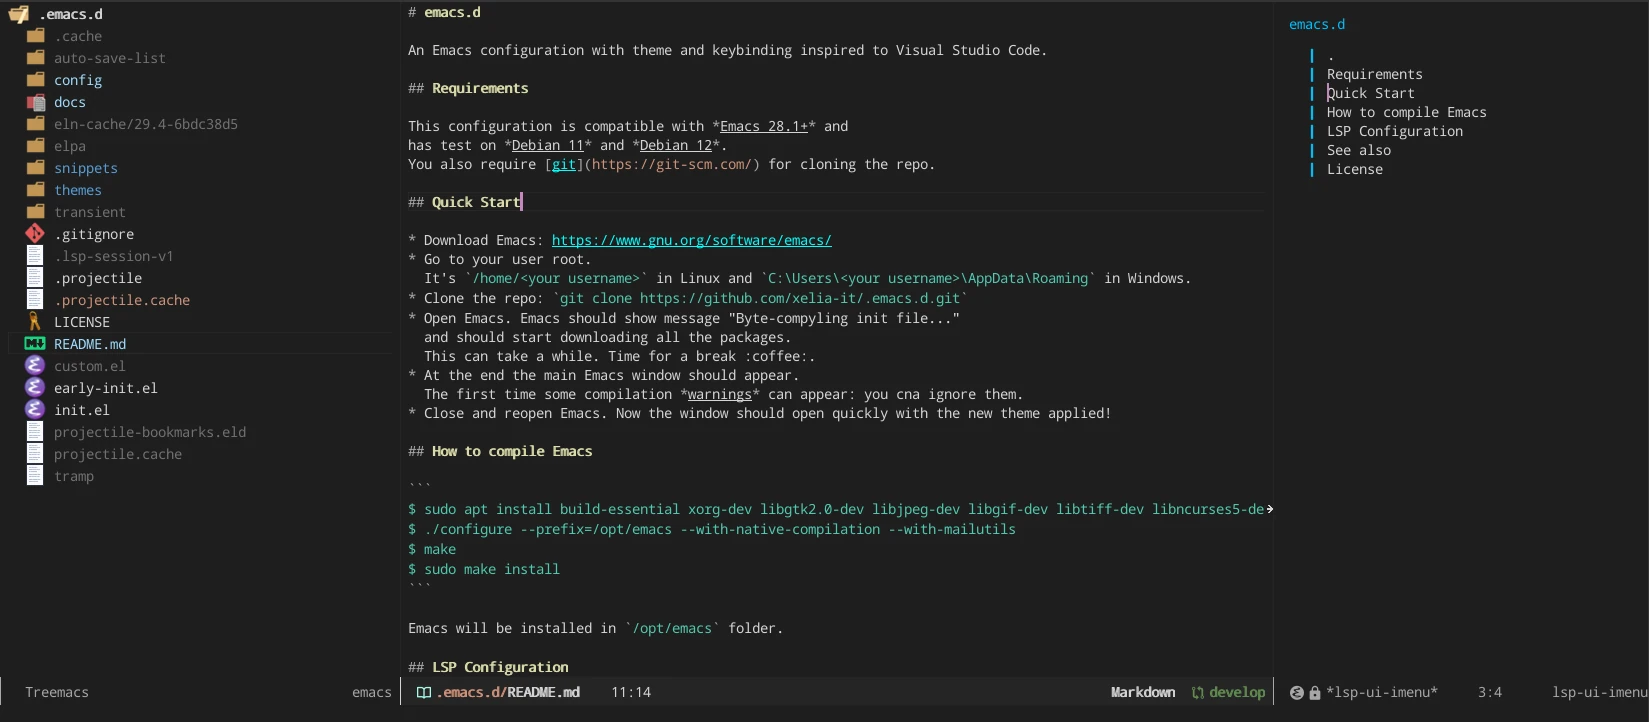 .emacs.d
.cache
auto-save-list
config
docs
eln-cache/29.4-6bdc38d5
elpa
snippets
themes
transient
.gitignore
.lsp-session-v1
.projectile
.projectile.cache
LICENSE
README.md
custom.el
early-init.el
init.el
projectile-bookmarks.eld
projectile.cache
tramp
Treemacs emacs
# emacs.d
An Emacs configuration with theme and keybinding inspired to Visual Studio Code.
## Requirements
This configuration is compatible with *Emacs 28.1+* and
has test on *Debian 11* and *Debian 12*.
You also require [git](https://git-scm.com/) for cloning the repo.
## Quick Start
* Download Emacs: https://www.gnu.org/software/emacs/
* Go to your user root.
It's `/home/<your username>` in Linux and `C:\Users\<your username>\AppData\Roaming` in Windows.
* Clone the repo: `git clone https://github.com/xelia-it/.emacs.d.git`
* Open Emacs. Emacs should show message "Byte-compyling init file..."
and should start downloading all the packages.
This can take a while. Time for a break :coffee:.
* At the end the main Emacs window should appear.
The first time some compilation *warnings* can appear: you cna ignore them.
* Close and reopen Emacs. Now the window should open quickly with the new theme applied!
## How to compile Emacs
```
$ sudo apt install build-essential xorg-dev libgtk2.0-dev libjpeg-dev libgif-dev libtiff-dev libncurses5-de
$ ./configure --prefix=/opt/emacs --with-native-compilation --with-mailutils
$ make
$ sudo make install
```
Emacs will be installed in `/opt/emacs` folder.
## LSP Configuration
.emacs.d/README.md 11:14 Markdown develop
emacs.d
.
Requirements
Quick Start
How to compile Emacs
LSP Configuration
See also
License
*lsp-ui-imenu* 3:4 lsp-ui-imenu